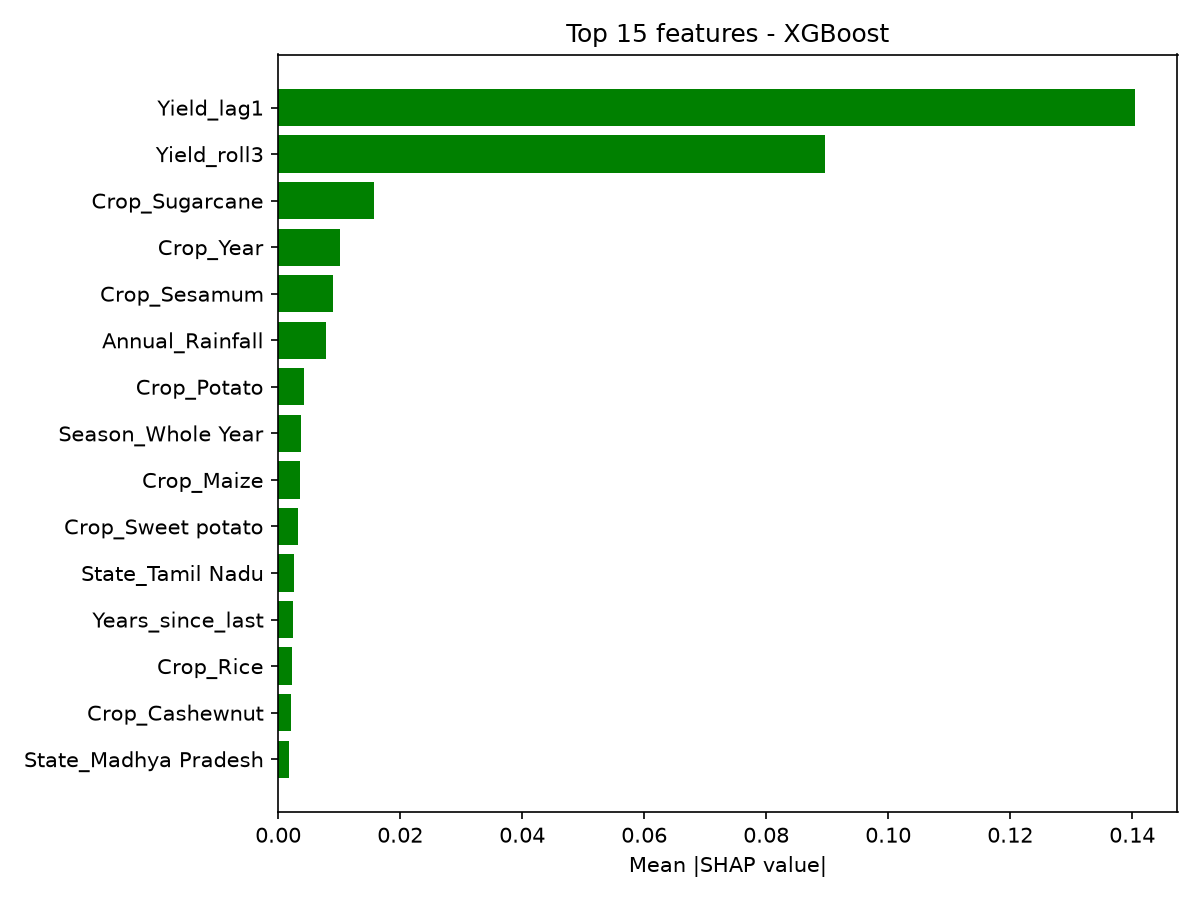 Top 15 features - XGBoost
Yield_lag1
Yield_roll3
Crop_Sugarcane
Crop_Year
Crop_Sesamum
Annual_Rainfall
Crop_Potato
Season_Whole Year
Crop_Maize
Crop_Sweet potato
State_Tamil Nadu
Years_since_last
Crop_Rice
Crop_Cashewnut
State_Madhya Pradesh
0.00 0.02 0.04 0.06 0.08 0.10 0.12 0.14
Mean |SHAP value|